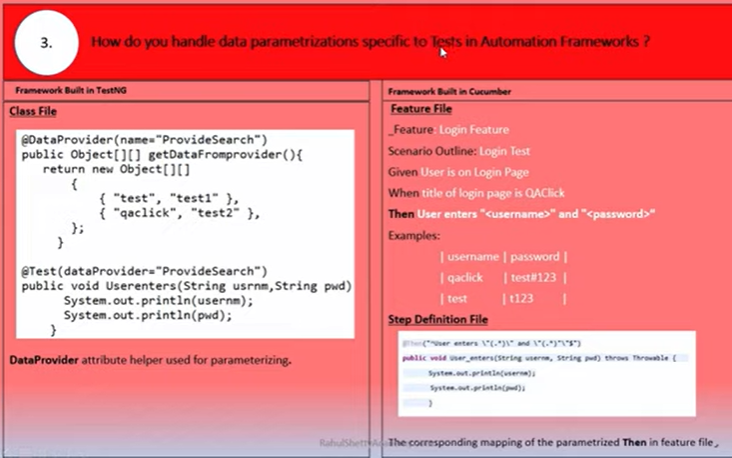 3.
How do you handle data parametrizations specific to Tests in Automation Frameworks ?
Framework Built in TestNG
Class File
@DataProvider(name="ProvideSearch")
public Object[][] getDataFromprovider(){
return new Object[][]
{
{ "test", "test1" },
{ "qaclick", "test2" },
};
}
@Test(dataProvider="ProvideSearch")
public void Userenters(String usrnm,String pwd)
System.out.println(usernm);
System.out.println(pwd);
}
DataProvider attribute helper used for parameterizing.
Framework Built in Cucumber
Feature File
_Feature: Login Feature
Scenario Outline: Login Test
Given User is on Login Page
When title of login page is QAClick
Then User enters "<username>" and "<password>"
Examples:
| username | password |
| qaclick | test#123 |
| test | t123 |
Step Definition File
@Then("^User enters \"(.*)\" and \"(.*)"\"$")
public void User_enters(String usernm, String pwd) throws Throwable {
System.out.println(usernm);
System.out.println(pwd);
}
The corresponding mapping of the parametrized Then in feature file